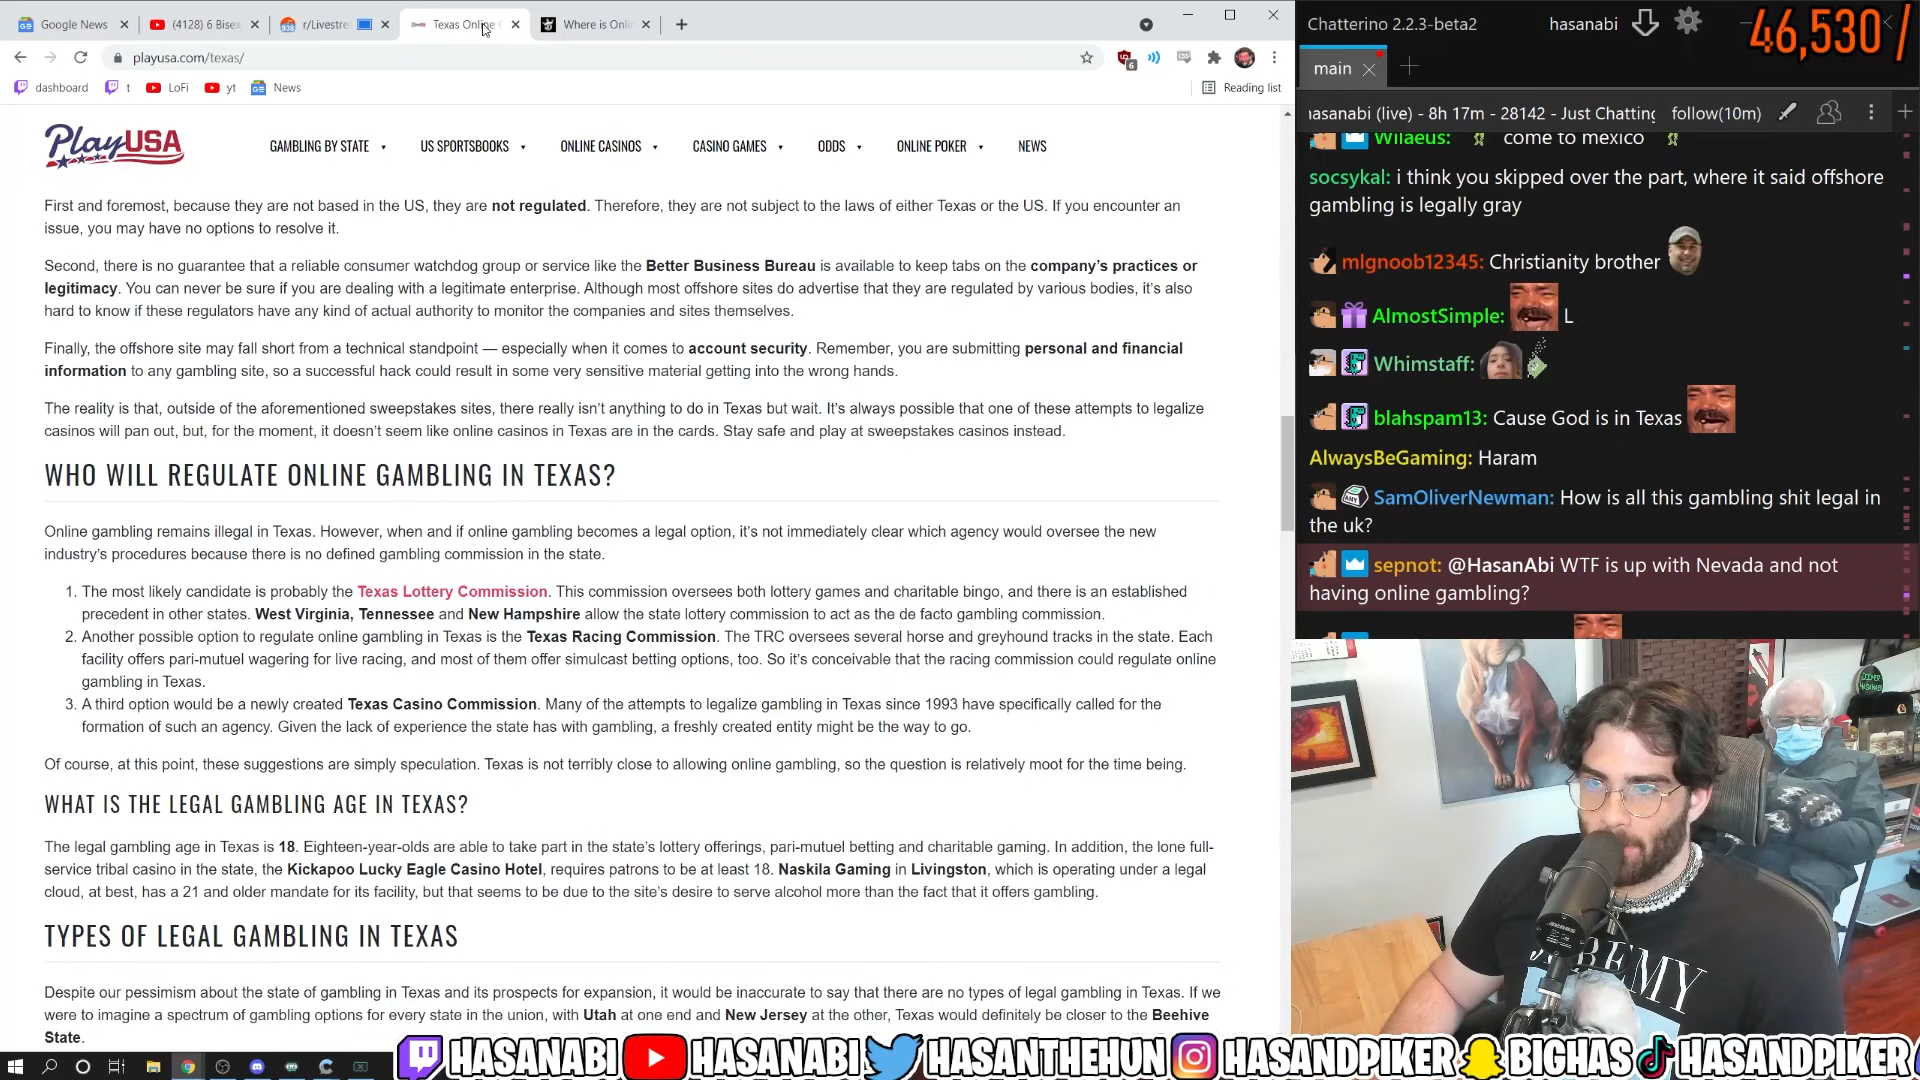 Google News
(4128) 6 Bisex
r/Livestre
Texas Online
Where is Onli
playusa.com/texas/
6
dashboard
t
LoFi
yt
News
Reading list
PlayUSA
GAMBLING BY STATE
US SPORTSBOOKS
ONLINE CASINOS
CASINO GAMES
ODDS
ONLINE POKER
NEWS
First and foremost, because they are not based in the US, they are not regulated. Therefore, they are not subject to the laws of either Texas or the US. If you encounter an
issue, you may have no options to resolve it.
Second, there is no guarantee that a reliable consumer watchdog group or service like the Better Business Bureau is available to keep tabs on the company's practices or
legitimacy. You can never be sure if you are dealing with a legitimate enterprise. Although most offshore sites do advertise that they are regulated by various bodies, it's also
hard to know if these regulators have any kind of actual authority to monitor the companies and sites themselves.
Finally, the offshore site may fall short from a technical standpoint — especially when it comes to account security. Remember, you are submitting personal and financial
information to any gambling site, so a successful hack could result in some very sensitive material getting into the wrong hands.
The reality is that, outside of the aforementioned sweepstakes sites, there really isn't anything to do in Texas but wait. It's always possible that one of these attempts to legalize
casinos will pan out, but, for the moment, it doesn't seem like online casinos in Texas are in the cards. Stay safe and play at sweepstakes casinos instead.
WHO WILL REGULATE ONLINE GAMBLING IN TEXAS?
Online gambling remains illegal in Texas. However, when and if online gambling becomes a legal option, it's not immediately clear which agency would oversee the new
industry's procedures because there is no defined gambling commission in the state.
1. The most likely candidate is probably the Texas Lottery Commission. This commission oversees both lottery games and charitable bingo, and there is an established
precedent in other states. West Virginia, Tennessee and New Hampshire allow the state lottery commission to act as the de facto gambling commission.
2. Another possible option to regulate online gambling in Texas is the Texas Racing Commission. The TRC oversees several horse and greyhound tracks in the state. Each
facility offers pari-mutuel wagering for live racing, and most of them offer simulcast betting options, too. So it's conceivable that the racing commission could regulate online
gambling in Texas.
3. A third option would be a newly created Texas Casino Commission. Many of the attempts to legalize gambling in Texas since 1993 have specifically called for the
formation of such an agency. Given the lack of experience the state has with gambling, a freshly created entity might be the way to go.
Of course, at this point, these suggestions are simply speculation. Texas is not terribly close to allowing online gambling, so the question is relatively moot for the time being.
WHAT IS THE LEGAL GAMBLING AGE IN TEXAS?
The legal gambling age in Texas is 18. Eighteen-year-olds are able to take part in the state's lottery offerings, pari-mutuel betting and charitable gaming. In addition, the lone full-
service tribal casino in the state, the Kickapoo Lucky Eagle Casino Hotel, requires patrons to be at least 18. Naskila Gaming in Livingston, which is operating under a legal
cloud, at best, has a 21 and older mandate for its facility, but that seems to be due to the site's desire to serve alcohol more than the fact that it offers gambling.
TYPES OF LEGAL GAMBLING IN TEXAS
Despite our pessimism about the state of gambling in Texas and its prospects for expansion, it would be inaccurate to say that there are no types of legal gambling in Texas. If we
were to imagine a spectrum of gambling options for every state in the union, with Utah at one end and New Jersey at the other, Texas would definitely be closer to the Beehive
State.
Chatterino 2.2.3-beta2
hasanabi
46,530 /
main
hasanabi (live) - 8h 17m - 28142 - Just Chatting
follow(10m)
Wilaeus: come to mexico
socsykal: i think you skipped over the part, where it said offshore
gambling is legally gray
mlgnoob12345: Christianity brother
AlmostSimple: L
Whimstaff:
blahspam13: Cause God is in Texas
AlwaysBeGaming: Haram
SamOliverNewman: How is all this gambling shit legal in
the uk?
sepnot: @HasanAbi WTF is up with Nevada and not
having online gambling?
JEREMY
HASANABI
HASANABI
HASANTHEHUN
HASANDPIKER
BIGHAS
HASANDPIKER